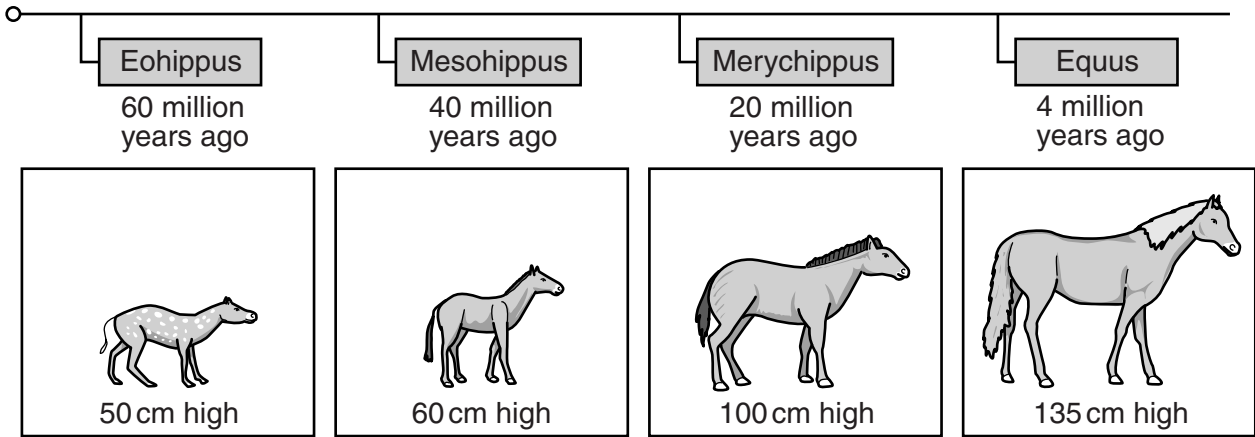 Eohippus
60 million
years ago
50 cm high
Mesohippus
40 million
years ago
60 cm high
Merychippus
20 million
years ago
100 cm high
Equus
4 million
years ago
135 cm high